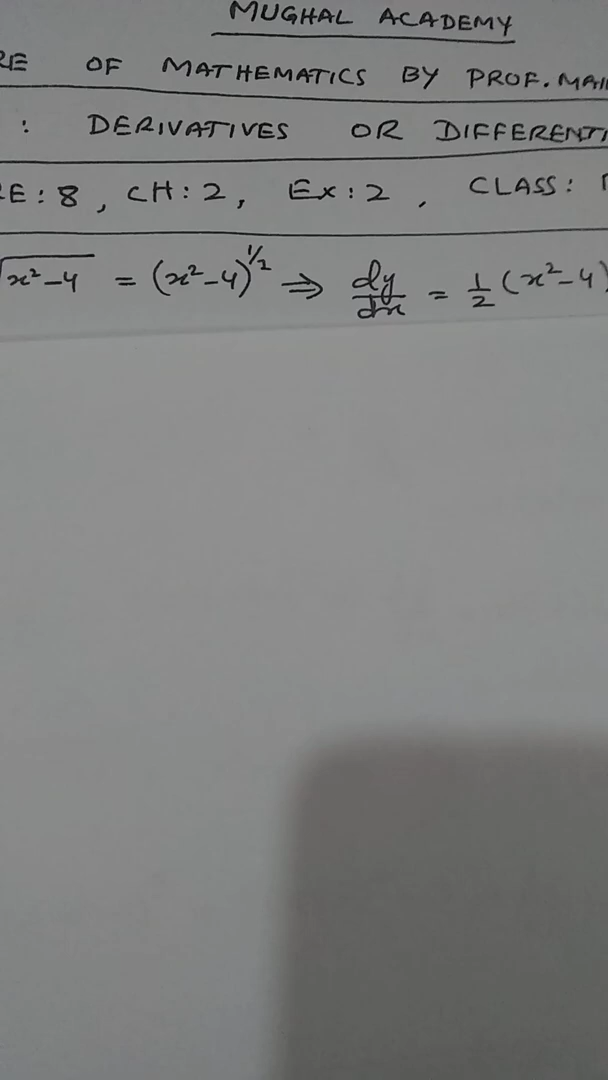 MUGHAL ACADEMY
OF MATHEMATICS BY PROF.
: DERIVATIVES OR
: 8, CH: 2, EX: 2, CLASS:
√x²-4 = (x²-4)^1/2 ⇒ dy/dx = 1/2 (x²-4)